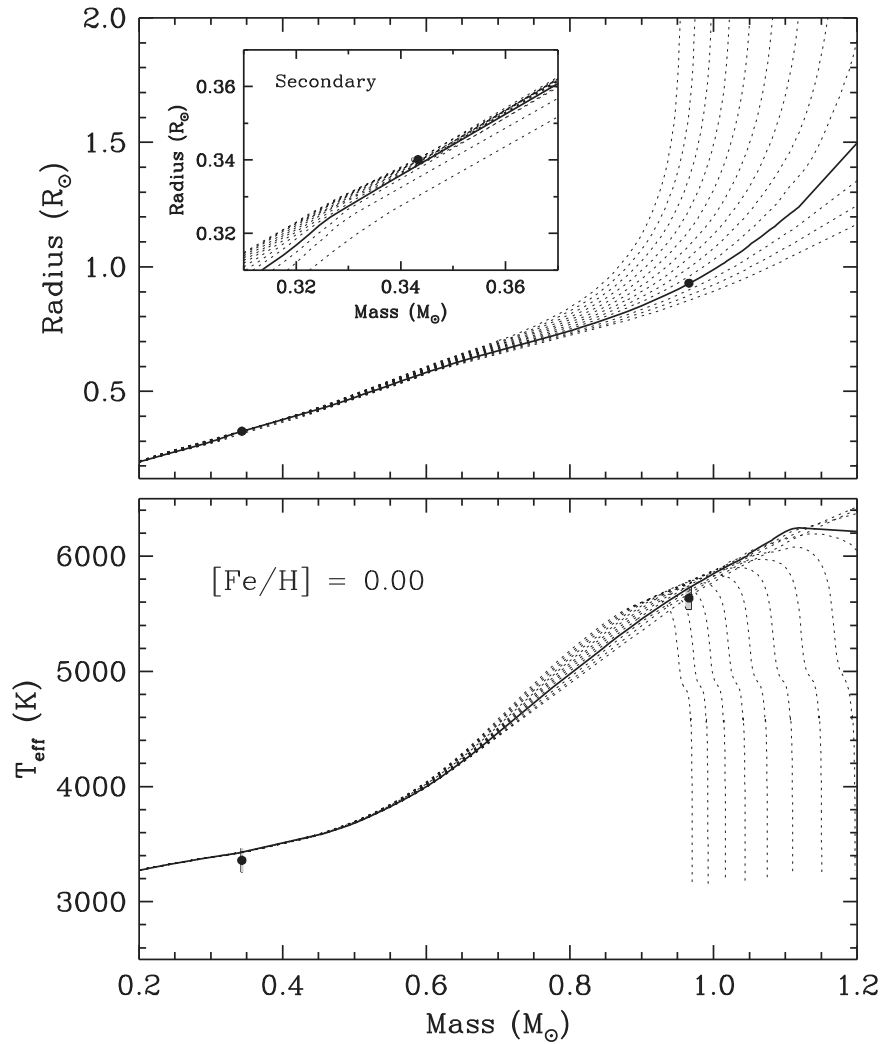 2.0
1.5
1.0
0.5
Radius (R☉)
Secondary
0.36
0.34
0.32
Radius (R☉)
0.32 0.34 0.36
Mass (M☉)
[Fe/H] = 0.00
6000
5000
4000
3000
Teff (K)
0.2 0.4 0.6 0.8 1.0 1.2
Mass (M☉)